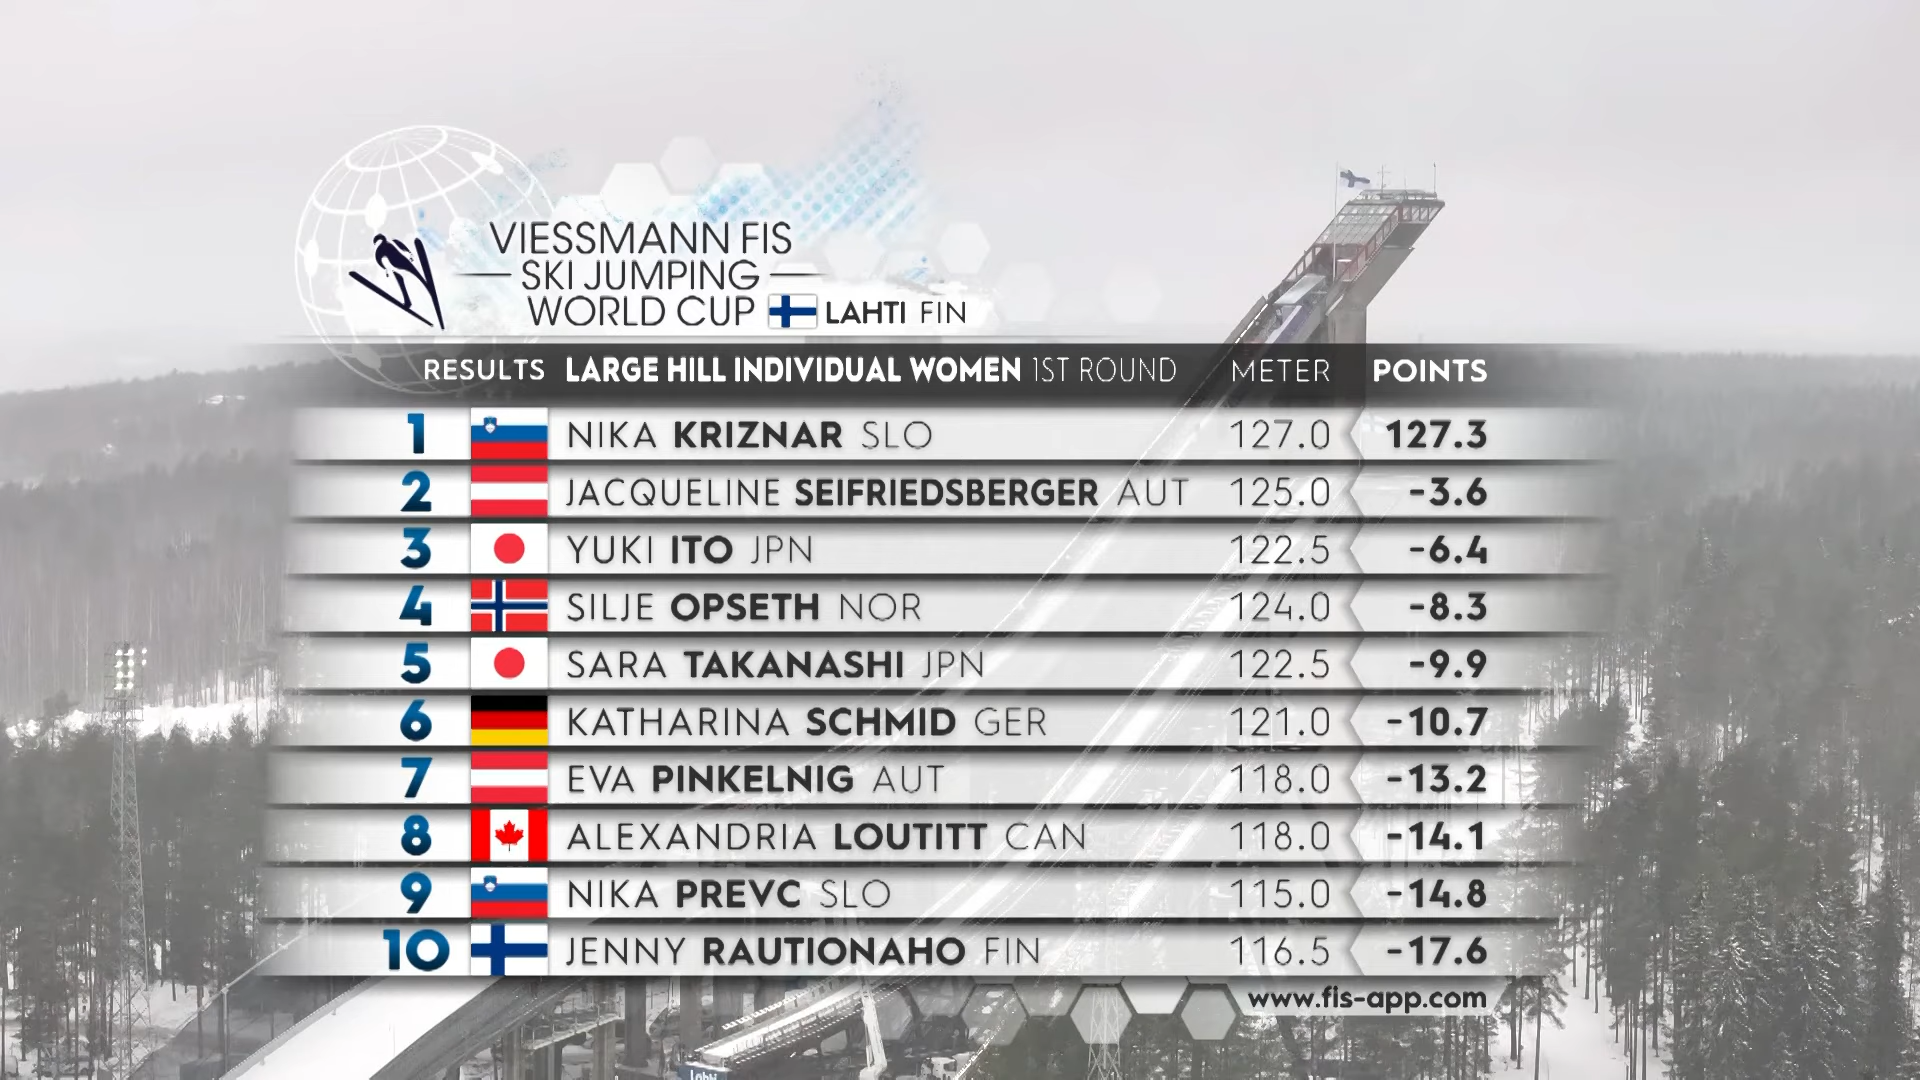 VIESSMANN FIS
SKI JUMPING
WORLD CUP LAHTI FIN
RESULTS LARGE HILL INDIVIDUAL WOMEN 1ST ROUND METER POINTS
1 NIKA KRIZNAR SLO 127.0 127.3
2 JACQUELINE SEIFRIEDSBERGER AUT 125.0 -3.6
3 YUKI ITO JPN 122.5 -6.4
4 SILJE OPSETH NOR 124.0 -8.3
5 SARA TAKANASHI JPN 122.5 -9.9
6 KATHARINA SCHMID GER 121.0 -10.7
7 EVA PINKELNIG AUT 118.0 -13.2
8 ALEXANDRIA LOUTITT CAN 118.0 -14.1
9 NIKA PREVC SLO 115.0 -14.8
10 JENNY RAUTIONAHO FIN 116.5 -17.6
www.fis-app.com
Lahti